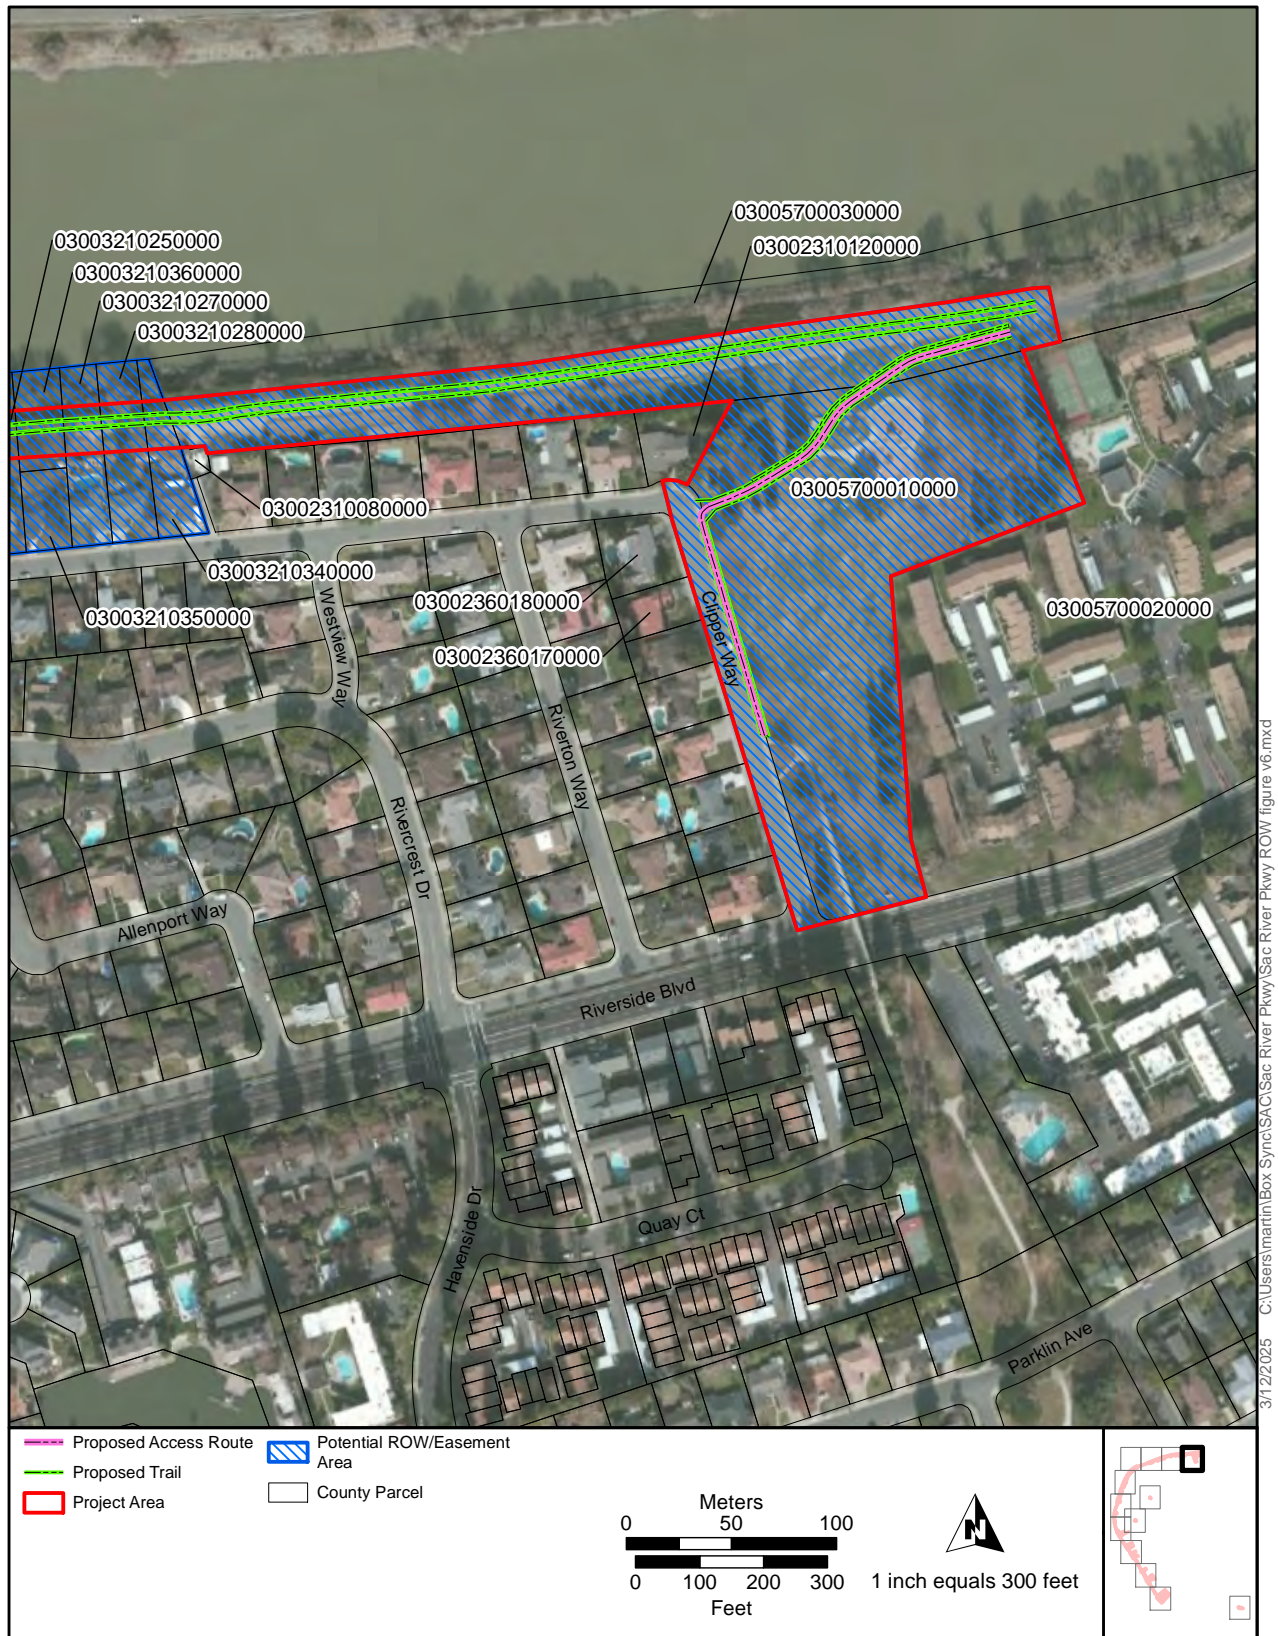 03005700030000
03002310120000
03003210250000
03003210360000
03003210270000
03003210280000
03005700010000
03002310080000
03003210340000
03003210350000
03002360180000
03002360170000
03005700020000
Clipper Way
Westview Way
Riverton Way
Rivercrest Dr
Allenport Way
Riverside Blvd
Havenside Dr
Quay Ct
Parklin Ave
3/12/2025 C:\Users\martin\Box Sync\SAC\Sac River Pkwy\Sac River Pkwy ROW figure v6.mxd
Proposed Access Route
Proposed Trail
Project Area
Potential ROW/Easement
Area
County Parcel
Meters
0 50 100
0 100 200 300
Feet
N
1 inch equals 300 feet